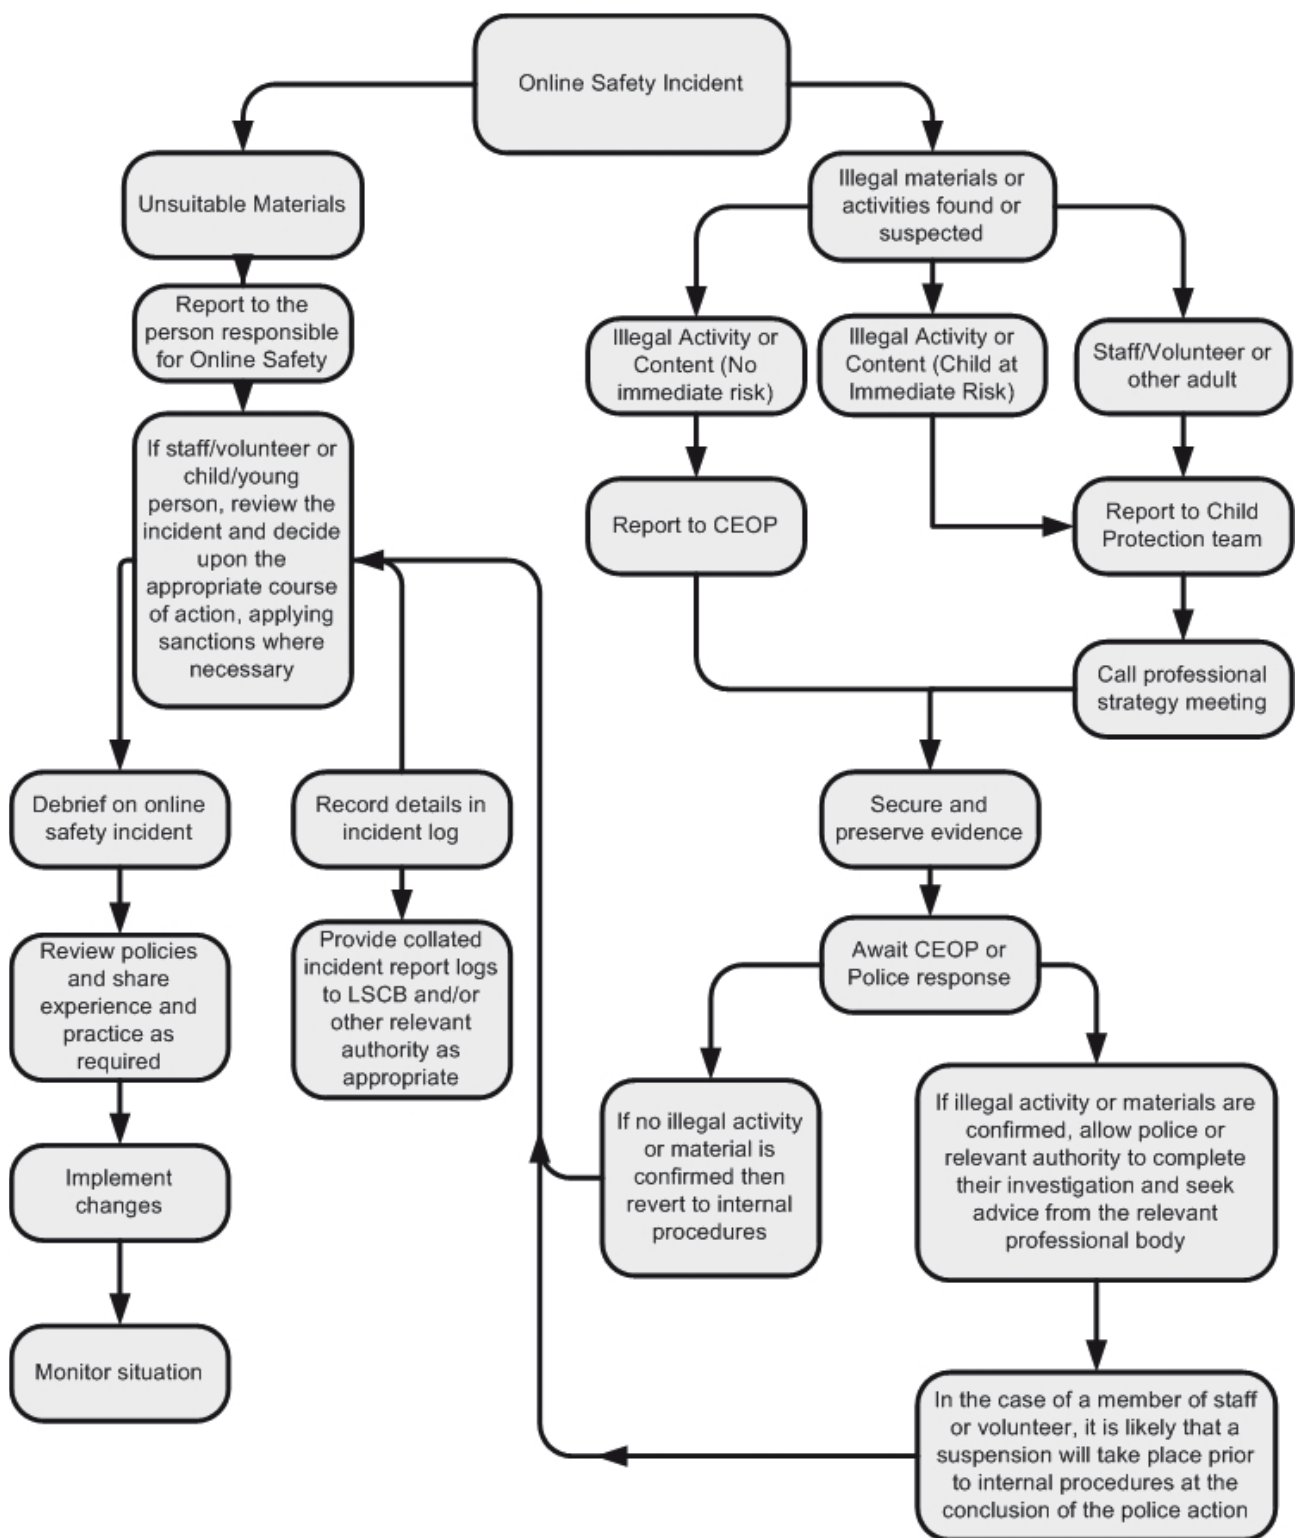 Online Safety Incident
Unsuitable Materials
Illegal materials or
activities found or
suspected
Report to the
person responsible
for Online Safety
Illegal Activity or
Content (No
immediate risk)
Illegal Activity or
Content (Child at
Immediate Risk)
Staff/Volunteer or
other adult
If staff/volunteer or
child/young
person, review the
incident and decide
upon the
appropriate course
of action, applying
sanctions where
necessary
Report to CEOP
Report to Child
Protection team
Call professional
strategy meeting
Debrief on online
safety incident
Record details in
incident log
Secure and
preserve evidence
Review policies
and share
experience and
practice as
required
Provide collated
incident report logs
to LSCB and/or
other relevant
authority as
appropriate
Await CEOP or
Police response
If no illegal activity
or material is
confirmed then
revert to internal
procedures
If illegal activity or materials are
confirmed, allow police or
relevant authority to complete
their investigation and seek
advice from the relevant
professional body
Implement
changes
Monitor situation
In the case of a member of staff
or volunteer, it is likely that a
suspension will take place prior
to internal procedures at the
conclusion of the police action